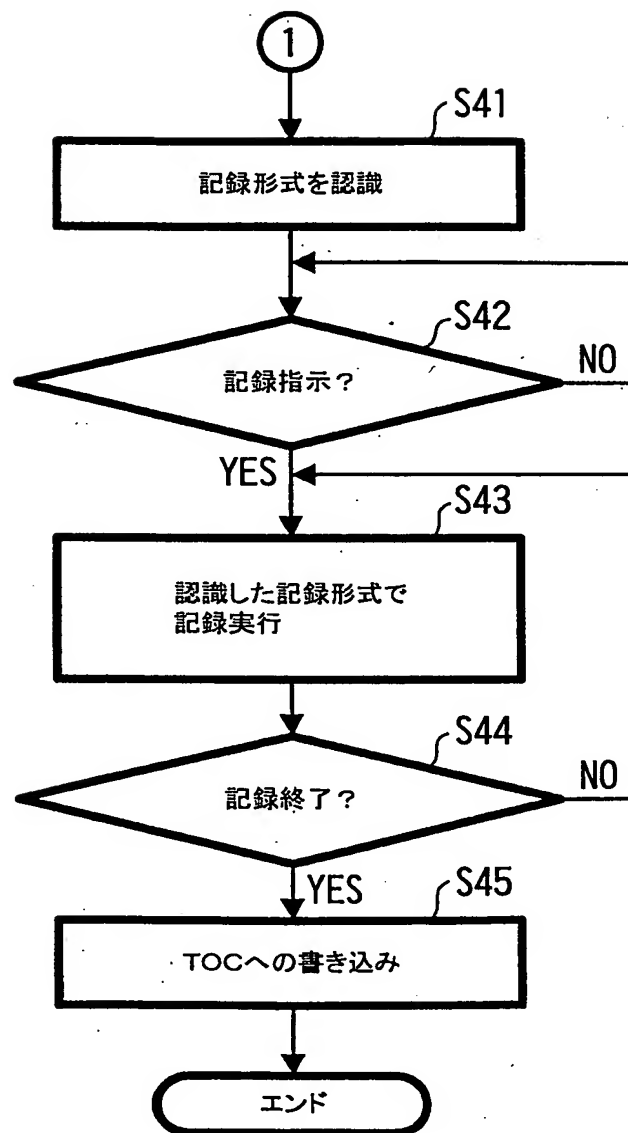 1
S41
記録形式を認識
S42
記録指示?
NO
YES
S43
認識した記録形式で
記録実行
S44
記録終了?
NO
YES
S45
TOCへの書き込み
エンド